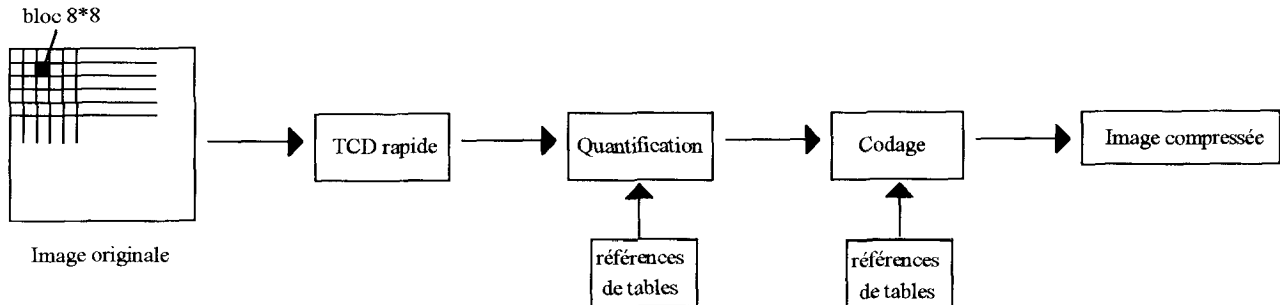 bloc 8*8
TCD rapide
Quantification
Codage
Image compressée
Image originale
références
de tables
références
de tables